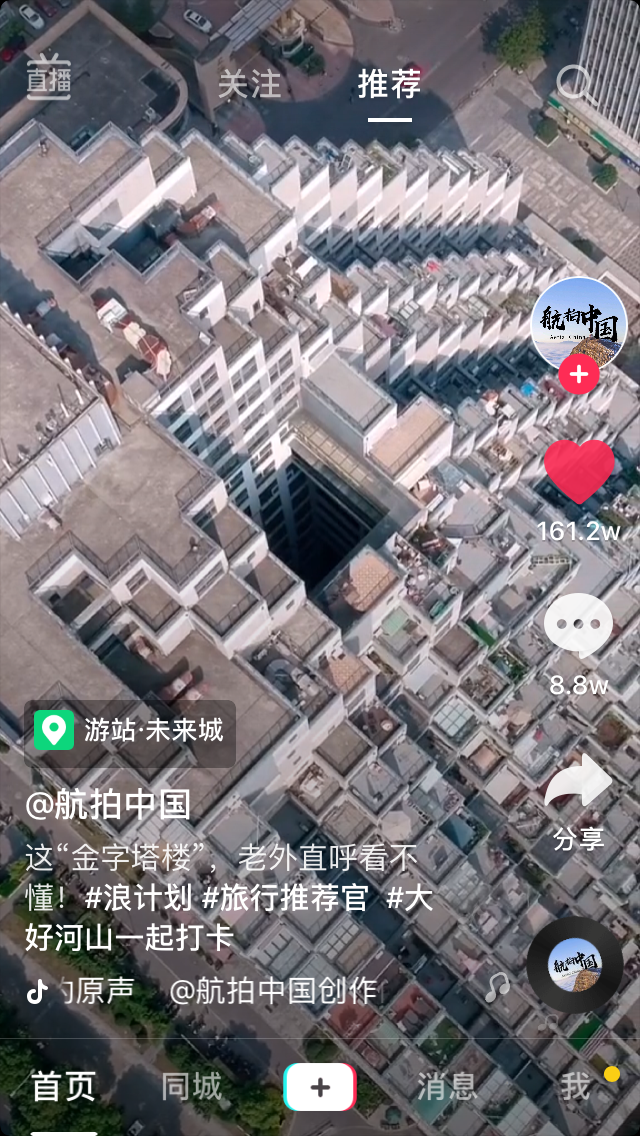 直播
关注
推荐
航拍中国
161.2w
8.8w
游站·未来城
@航拍中国
分享
这“金字塔楼”，老外直呼看不
懂！#浪计划 #旅行推荐官 #大
好河山一起打卡
原声 @航拍中国创作
航拍中国
首页
同城
消息
我